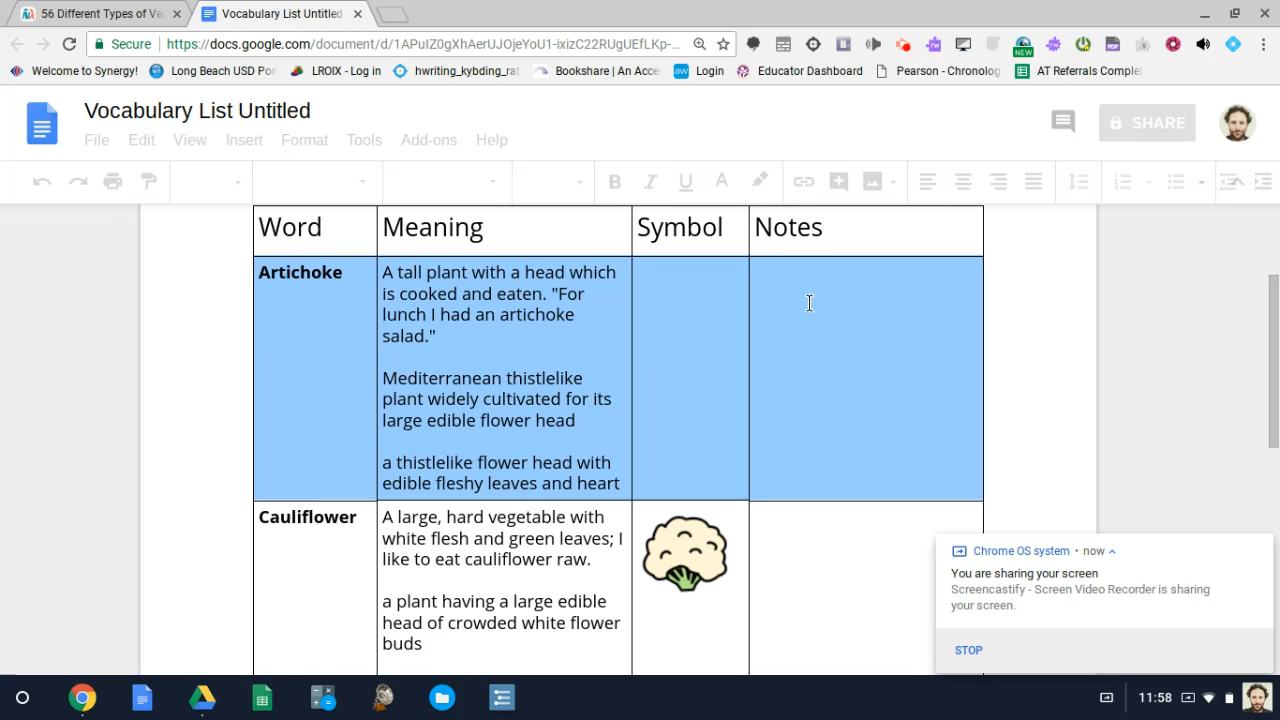 56 Different Types of Ve
Vocabulary List Untitled
Secure
https://docs.google.com/document/d/1APuIZ0gXhAerUJOjeYoU1-ixizC22RUgUEfLKp-...
NEW
Welcome to Synergy!
Long Beach USD Por
ROIX - Log in
hwriting_kybding_rat
Bookshare | An Acce
aw Login
Educator Dashboard
Pearson - Chronolog
AT Referrals Complet
Vocabulary List Untitled
SHARE
File Edit View Insert Format Tools Add-ons Help
B I U A
Word Meaning Symbol Notes
Artichoke
A tall plant with a head which
is cooked and eaten. "For
lunch I had an artichoke
salad."
Mediterranean thistlelike
plant widely cultivated for its
large edible flower head
a thistlelike flower head with
edible fleshy leaves and heart
Cauliflower
A large, hard vegetable with
white flesh and green leaves; I
like to eat cauliflower raw.
a plant having a large edible
head of crowded white flower
buds
Chrome OS system • now
You are sharing your screen
Screencastify - Screen Video Recorder is sharing
your screen.
STOP
11:58